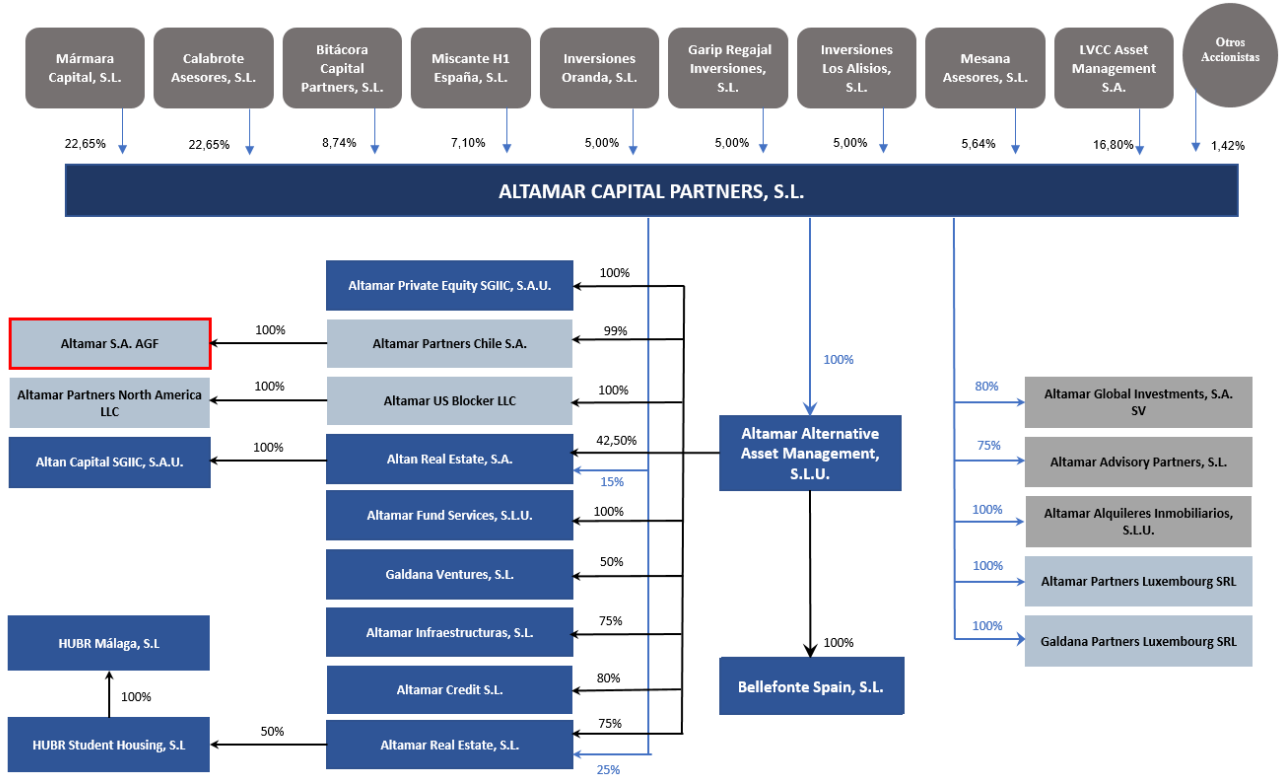 Mármara
Capital, S.L.
Calabrote
Asesores, S.L.
Bitácora
Capital
Partners, S.L.
Miscante H1
España, S.L.
Inversiones
Oranda, S.L.
Garip Regajal
Inversiones,
S.L.
Inversiones
Los Alisios,
S.L.
Mesana
Asesores, S.L.
LVCC Asset
Management
S.A.
Otros
Accionistas
22,65%
22,65%
8,74%
7,10%
5,00%
5,00%
5,00%
5,64%
16,80%
1,42%
ALTAMAR CAPITAL PARTNERS, S.L.
Altamar Private Equity SGIIC, S.A.U.
100%
Altamar S.A. AGF
100%
Altamar Partners Chile S.A.
99%
Altamar Partners North America
LLC
100%
Altamar US Blocker LLC
100%
Altan Capital SGIIC, S.A.U.
100%
Altan Real Estate, S.A.
42,50%
15%
Altamar Fund Services, S.L.U.
100%
Galdana Ventures, S.L.
50%
Altamar Infraestructuras, S.L.
75%
Altamar Credit S.L.
80%
Altamar Real Estate, S.L.
75%
25%
HUBR Málaga, S.L
100%
HUBR Student Housing, S.L
50%
100%
Altamar Alternative
Asset Management,
S.L.U.
100%
Bellefonte Spain, S.L.
80%
Altamar Global Investments, S.A.
SV
75%
Altamar Advisory Partners, S.L.
100%
Altamar Alquileres Inmobiliarios,
S.L.U.
100%
Altamar Partners Luxembourg SRL
100%
Galdana Partners Luxembourg SRL